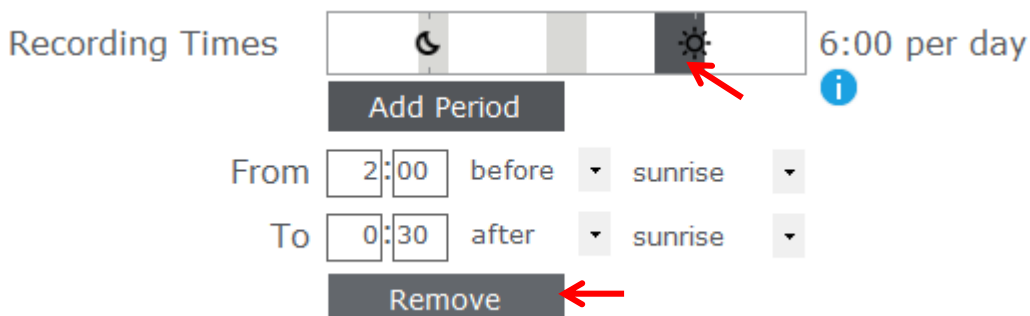 Recording Times 6:00 per day
i
Add Period
From 2:00 before sunrise
To 0:30 after sunrise
Remove